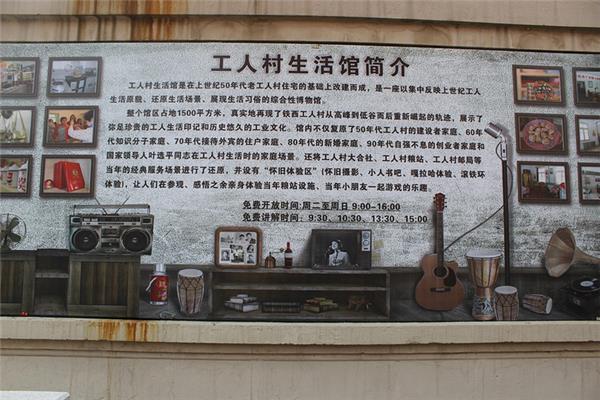 工人村生活馆简介
工人村生活馆是在上世纪50年代老工人村住宅的基础上改建而成，是一座以集中反映上世纪工人
生活原貌、还原生活场景、展现生活习俗的综合性博物馆。
整个馆区占地1500平方米，真实地再现了铁西工人村从高峰到低谷而后重新崛起的轨迹，展示了
弥足珍贵的工人生活印记和历史悠久的工业文化。馆内不仅复原了50年代工人村的建设者家庭、60年
代知识分子家庭、70年代接待外宾的住户家庭、80年代的新婚家庭、90年代自强不息的创业者家庭和
国家领导人叶选平同志在工人村生活时的家庭场景。还将工人村大合社、工人村粮站、工人村邮局等
当年的经典服务场景进行了还原，并设有“怀旧体验区”(怀旧摄影、小人书吧、嘎拉哈体验、滚铁环
体验)，让人们在参观、感悟之余亲身体验当年粮站设施、当年小朋友一起游戏的乐趣。
免费开放时间:周二至周日 9:00-16:00
免费讲解时间: 9:30、10:30、13:30、15:00